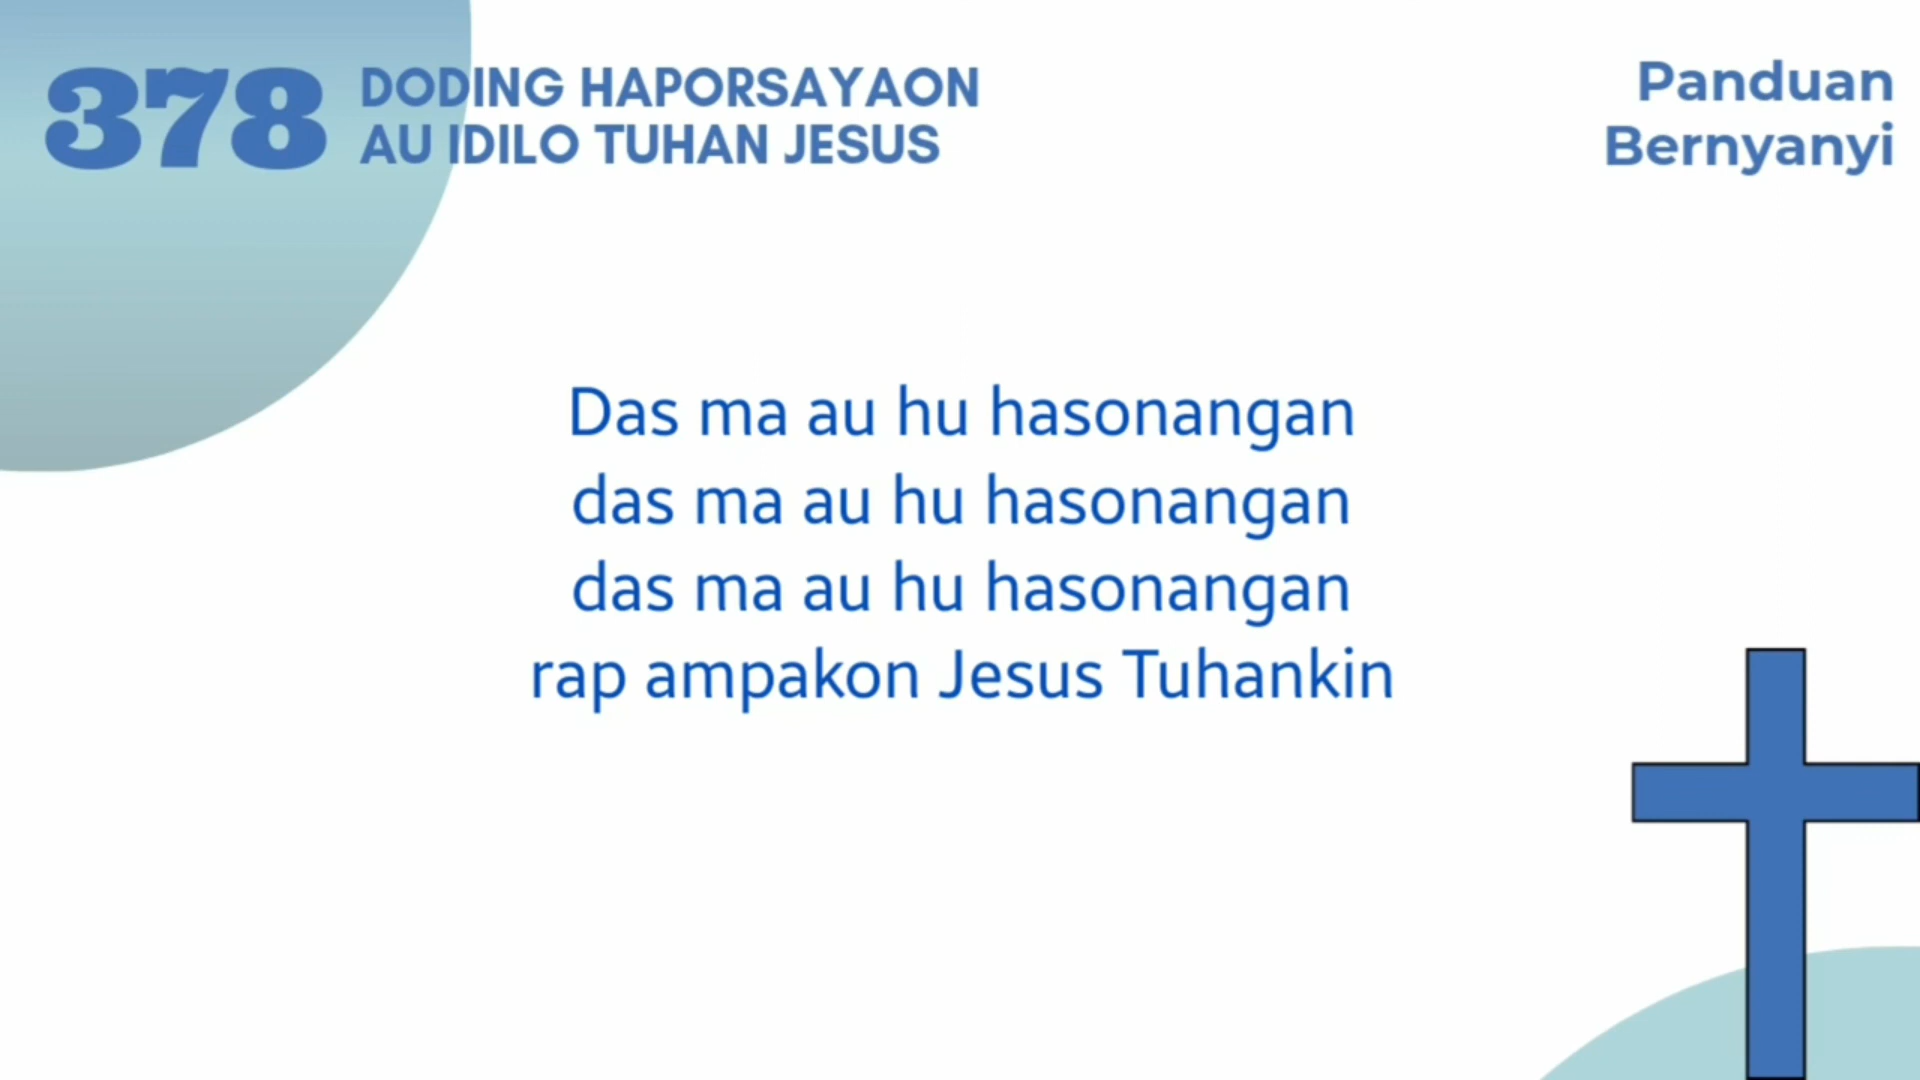 378
DODING HAPORSAYAON
AU IDILO TUHAN JESUS
Panduan
Bernyanyi
Das ma au hu hasonangan
das ma au hu hasonangan
das ma au hu hasonangan
rap ampakon Jesus Tuhankin